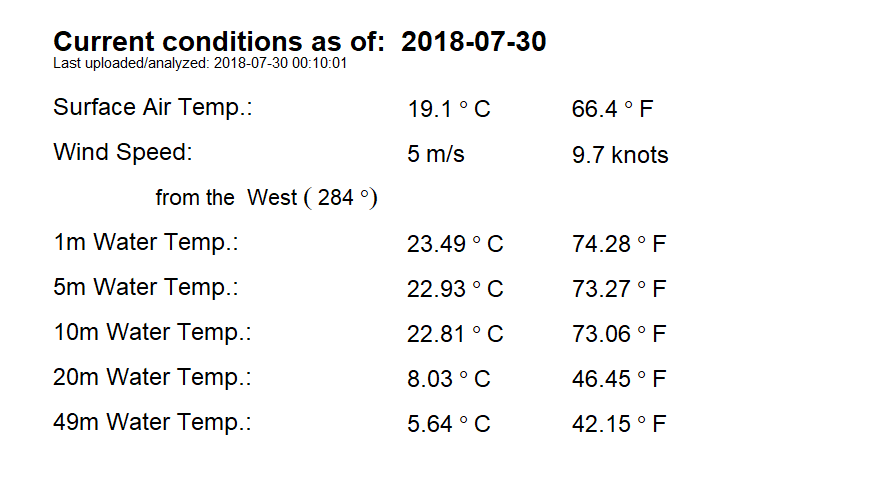 Current conditions as of:  2018-07-30
Last uploaded/analyzed: 2018-07-30 00:10:01
Surface Air Temp.: 19.1 ° C 66.4 ° F
Wind Speed: 5 m/s 9.7 knots
from the  West ( 284 °)
1m Water Temp.: 23.49 ° C 74.28 ° F
5m Water Temp.: 22.93 ° C 73.27 ° F
10m Water Temp.: 22.81 ° C 73.06 ° F
20m Water Temp.: 8.03 ° C 46.45 ° F
49m Water Temp.: 5.64 ° C 42.15 ° F